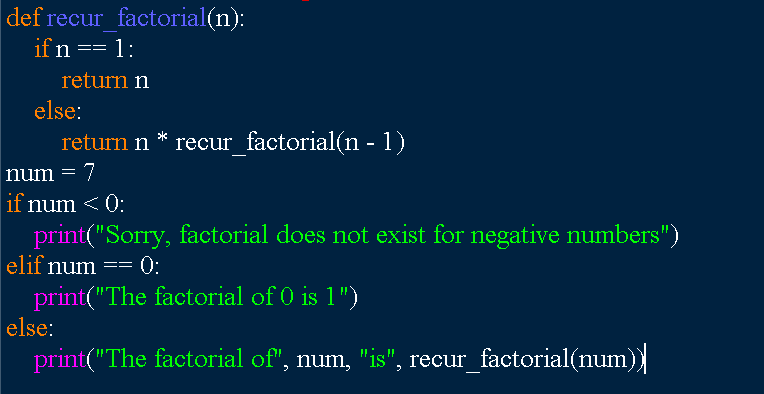 def recur_factorial(n):
    if n == 1:
        return n
    else:
        return n * recur_factorial(n - 1)
num = 7
if num < 0:
    print("Sorry, factorial does not exist for negative numbers")
elif num == 0:
    print("The factorial of 0 is 1")
else:
    print("The factorial of", num, "is", recur_factorial(num))